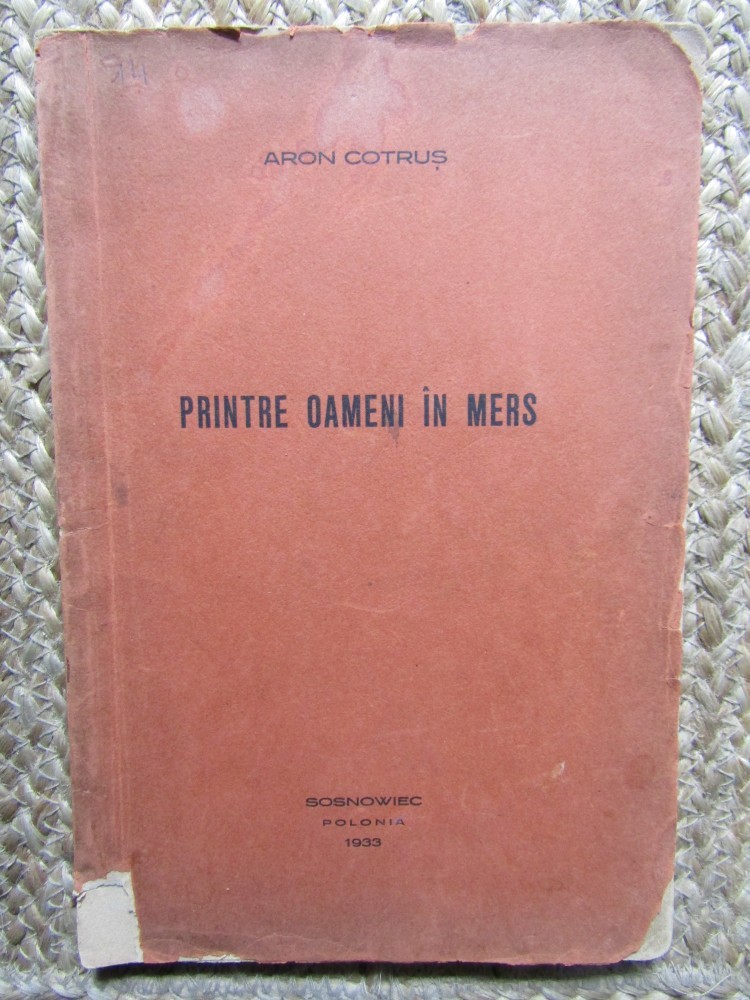 ARON COTRUȘ
PRINTRE OAMENI ÎN MERS
SOSNOWIEC
POLONIA
1933